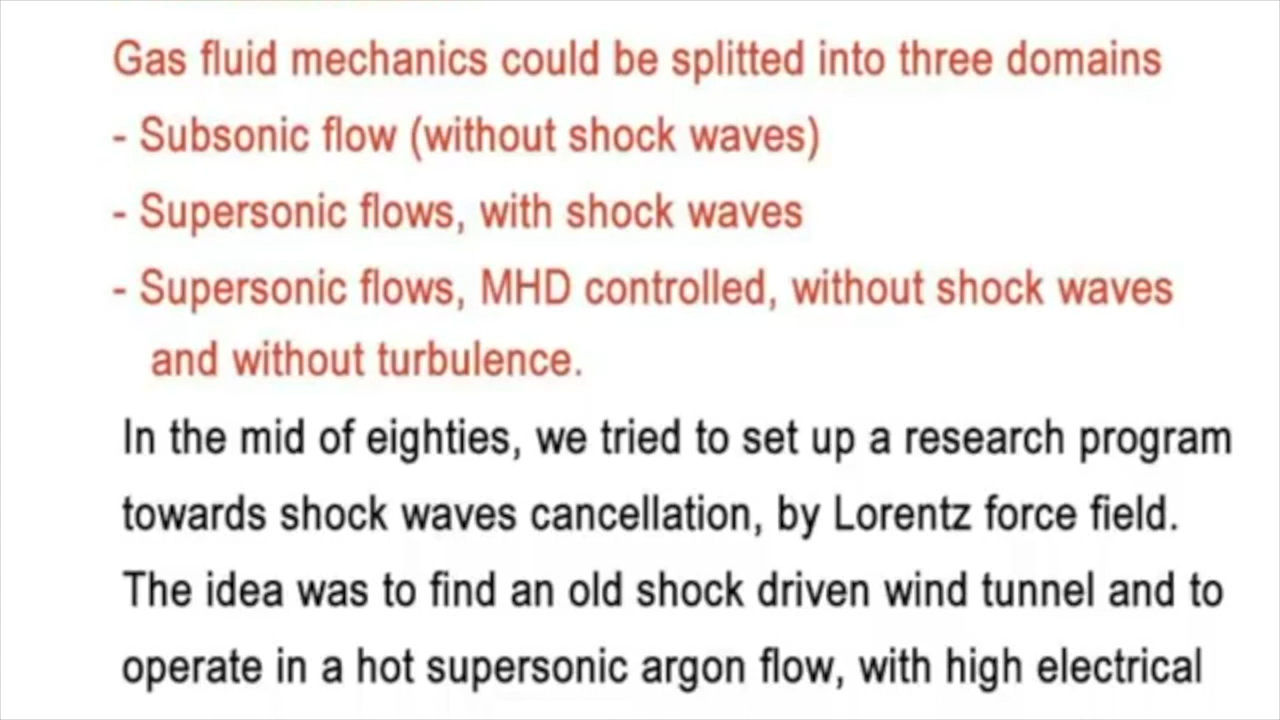 Gas fluid mechanics could be splitted into three domains
- Subsonic flow (without shock waves)
- Supersonic flows, with shock waves
- Supersonic flows, MHD controlled, without shock waves
and without turbulence.
In the mid of eighties, we tried to set up a research program
towards shock waves cancellation, by Lorentz force field.
The idea was to find an old shock driven wind tunnel and to
operate in a hot supersonic argon flow, with high electrical